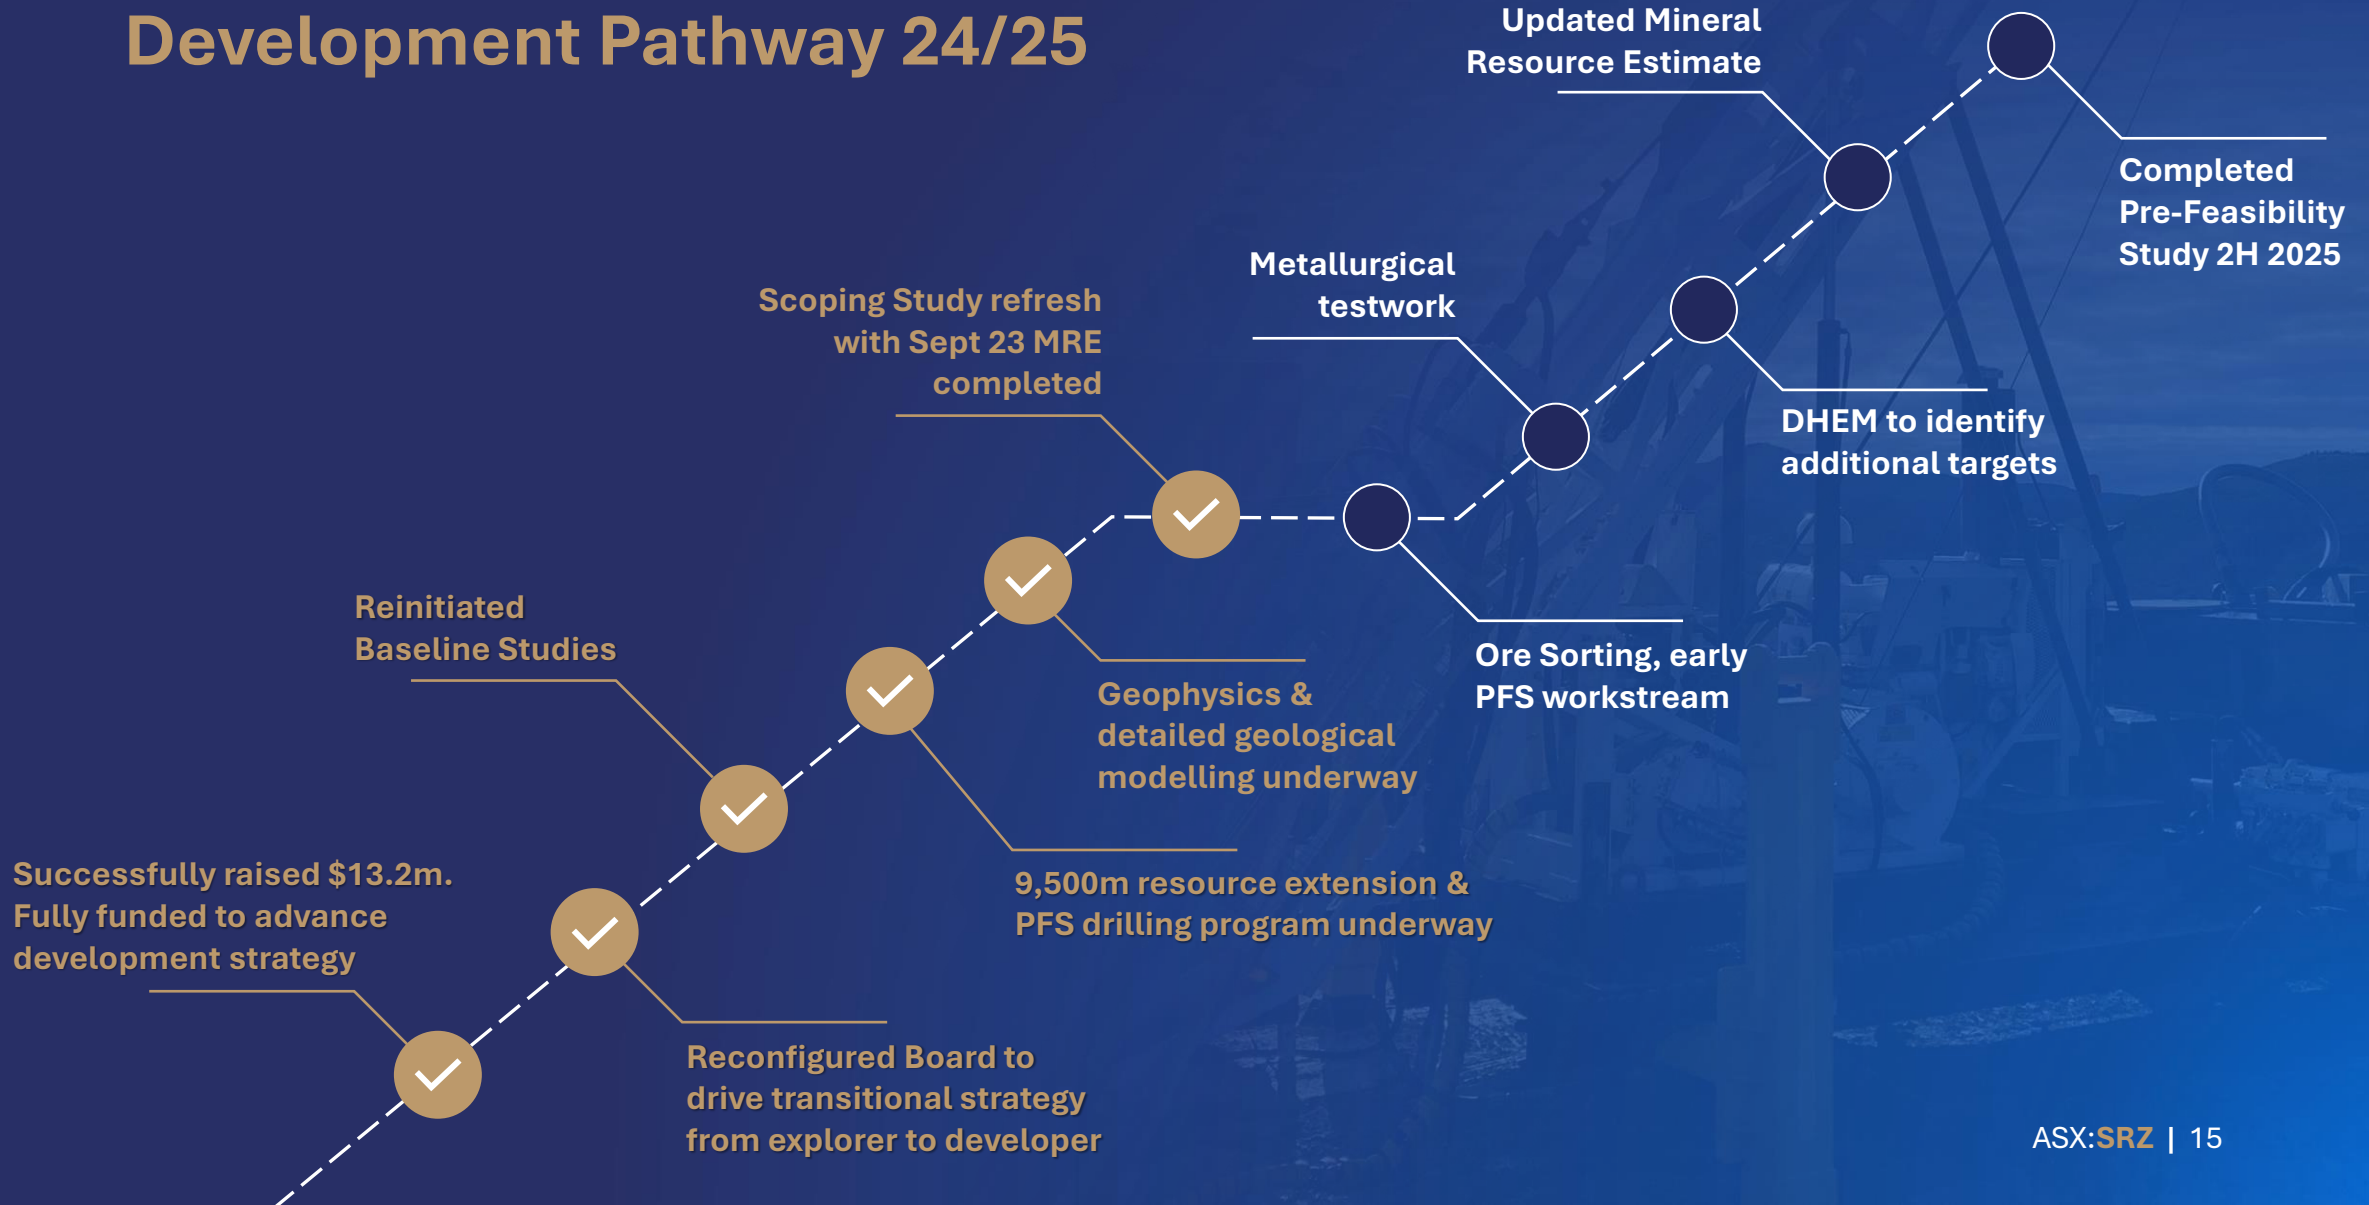 Development Pathway 24/25
Updated Mineral
Resource Estimate
Completed
Pre-Feasibility
Study 2H 2025
Metallurgical
testwork
Scoping Study refresh
with Sept 23 MRE
completed
DHEM to identify
additional targets
Reinitiated
Baseline Studies
Ore Sorting, early
PFS workstream
Geophysics &
detailed geological
modelling underway
Successfully raised $13.2m.
Fully funded to advance
development strategy
9,500m resource extension &
PFS drilling program underway
Reconfigured Board to
drive transitional strategy
from explorer to developer
ASX:SRZ | 15